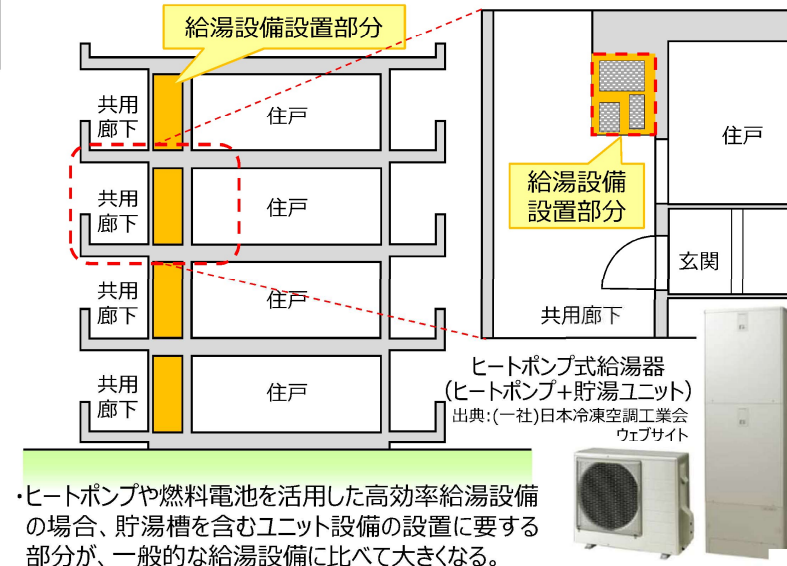 給湯設備設置部分
共用
廊下
住戸
共用
廊下
住戸
共用
廊下
住戸
共用
廊下
住戸
給湯設備
設置部分
住戸
玄関
共用廊下
ヒートポンプ式給湯器
(ヒートポンプ+貯湯ユニット)
出典:(一社)日本冷凍空調工業会
ウェブサイト
・ヒートポンプや燃料電池を活用した高効率給湯設備
の場合、貯湯槽を含むユニット設備の設置に要する
部分が、一般的な給湯設備に比べて大きくなる。